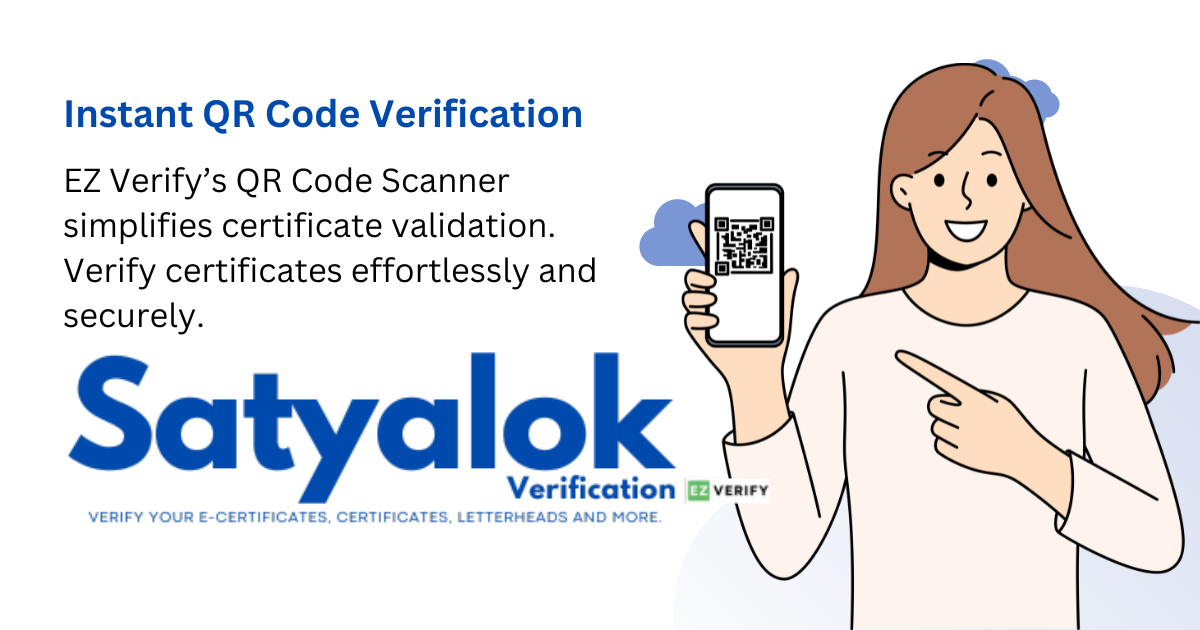 Instant QR Code Verification
EZ Verify’s QR Code Scanner
simplifies certificate validation.
Verify certificates effortlessly and
securely.
Satyalok
Verification EZ VERIFY
VERIFY YOUR E-CERTIFICATES, CERTIFICATES, LETTERHEADS AND MORE.